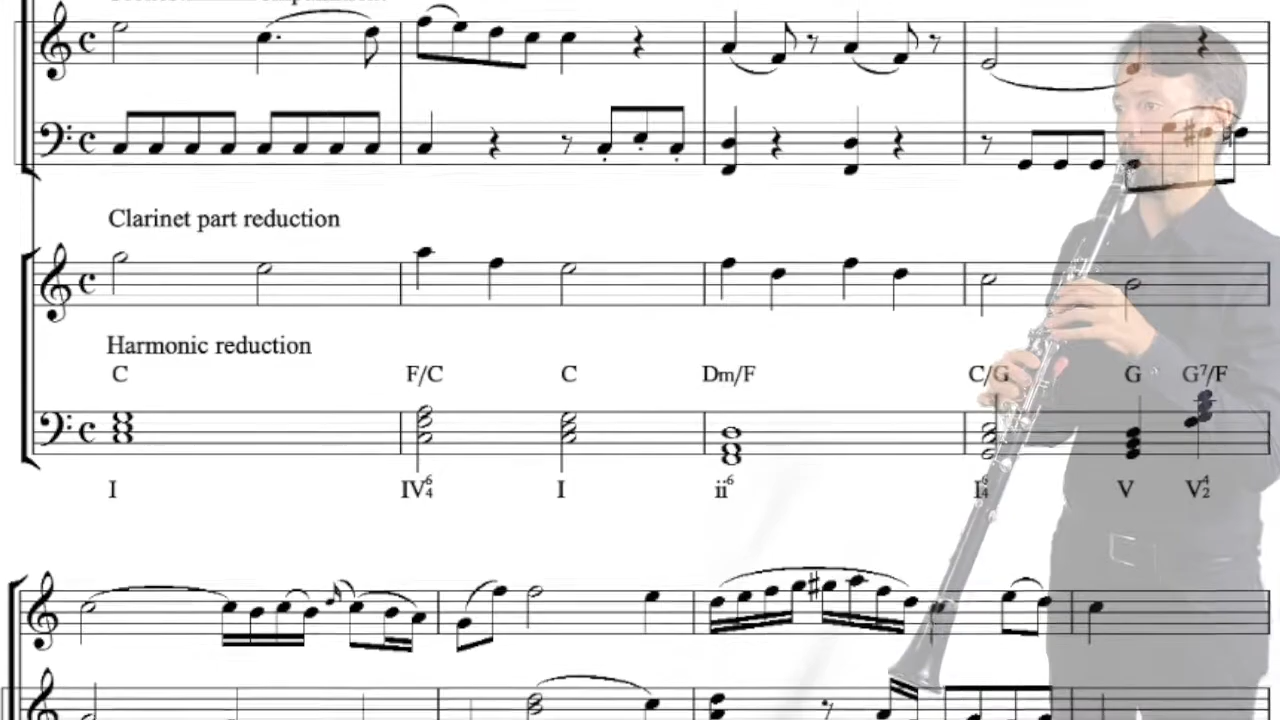 Clarinet part reduction
Harmonic reduction
C F/C C Dm/F C/G G G7/F
I IV6/4 I ii6 I6/4 V V4/2